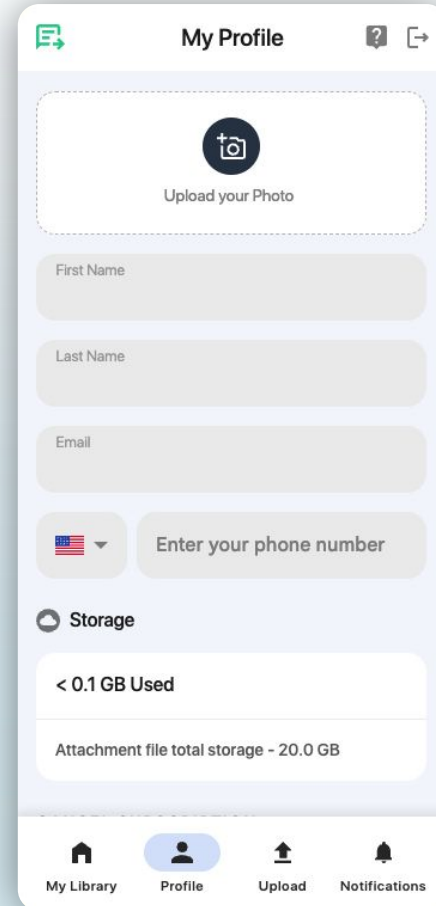 My Profile
Upload your Photo
First Name
Last Name
Email
Enter your phone number
Storage
< 0.1 GB Used
Attachment file total storage - 20.0 GB
My Library
Profile
Upload
Notifications